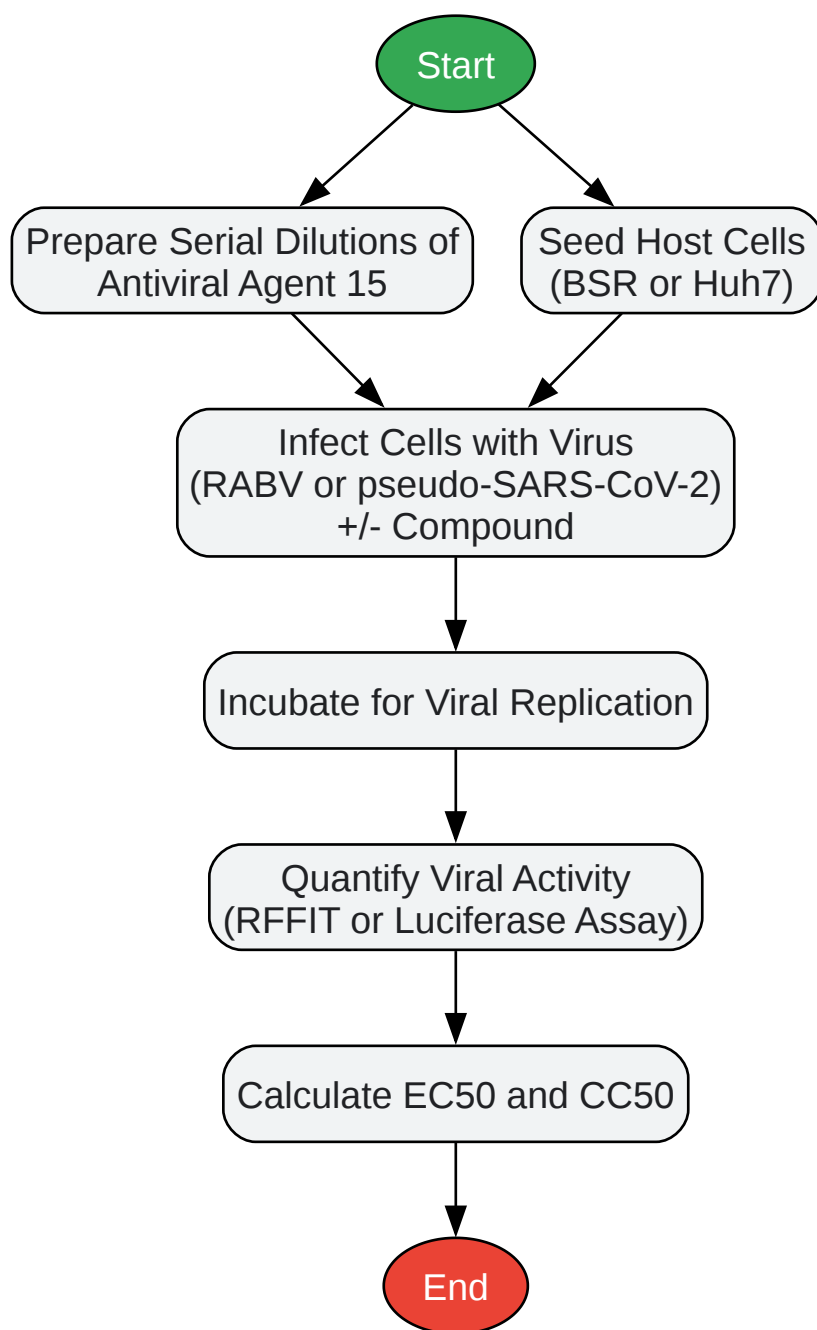 Start
Prepare Serial Dilutions of
Antiviral Agent 15
Seed Host Cells
(BSR or Huh7)
Infect Cells with Virus
(RABV or pseudo-SARS-CoV-2)
+/- Compound
Incubate for Viral Replication
Quantify Viral Activity
(RFFIT or Luciferase Assay)
Calculate EC50 and CC50
End